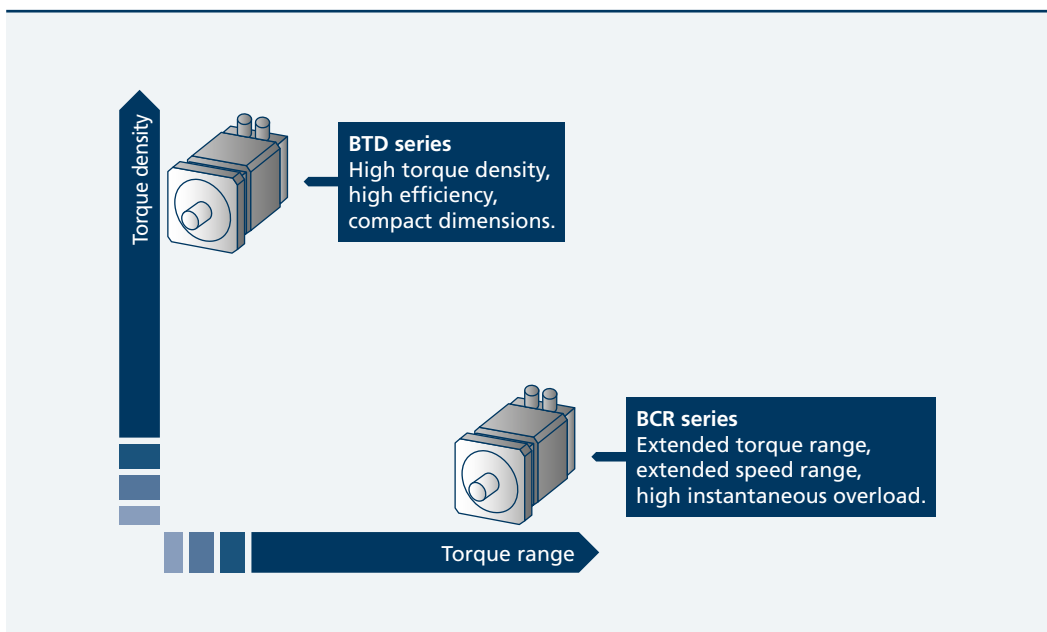 Torque density
BTD series
High torque density,
high efficiency,
compact dimensions.
BCR series
Extended torque range,
extended speed range,
high instantaneous overload.
Torque range